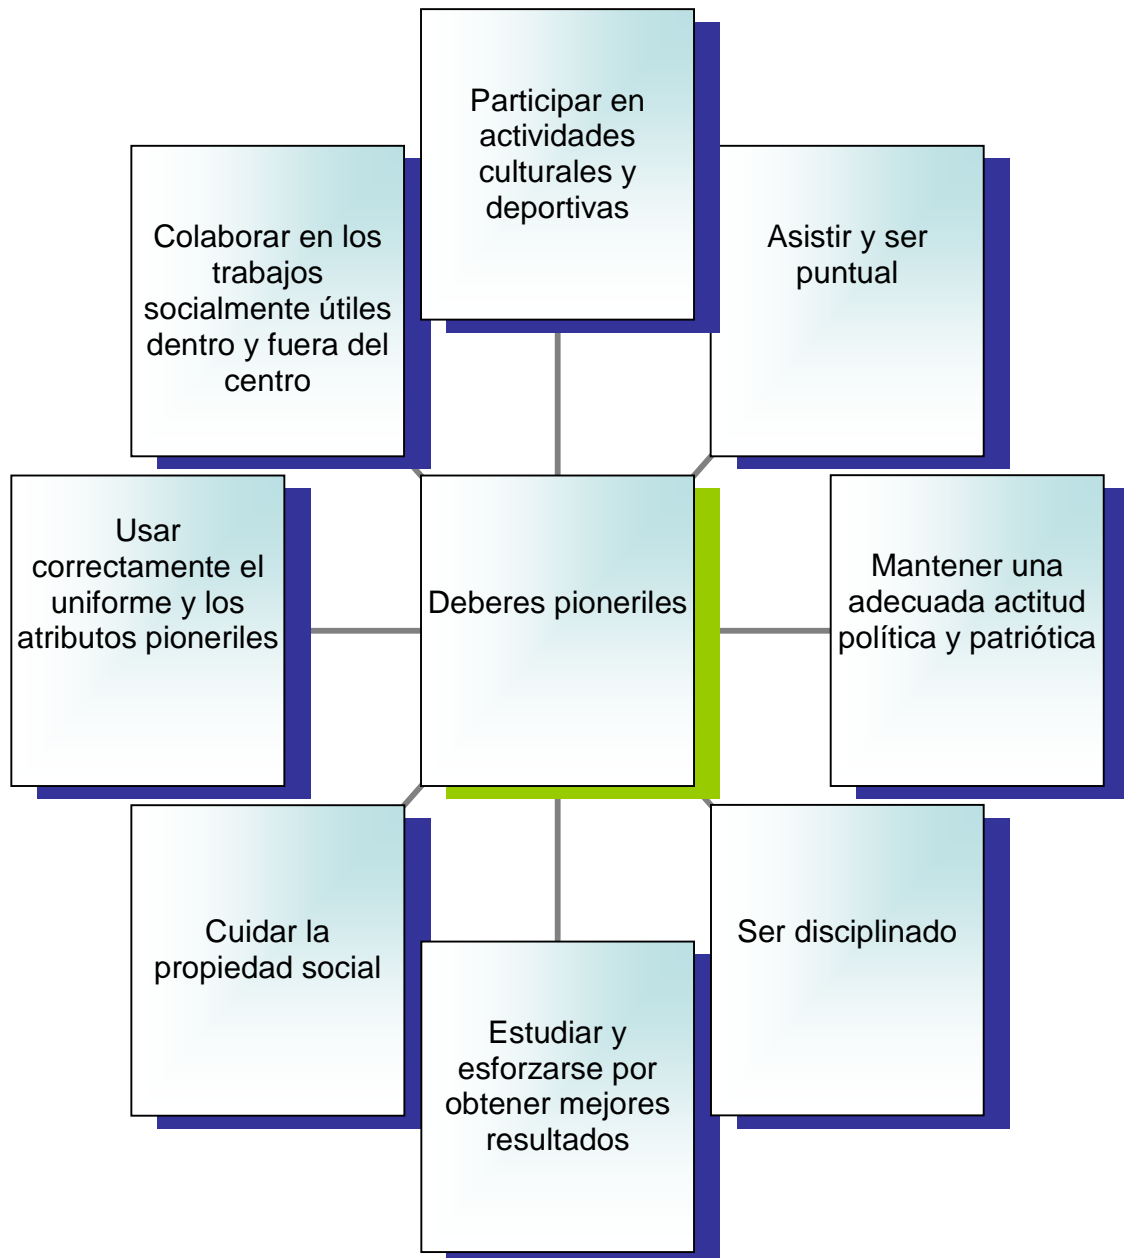 Participar en
actividades
culturales y
deportivas
Colaborar en los
trabajos
socialmente útiles
dentro y fuera del
centro
Asistir y ser
puntual
Usar
correctamente el
uniforme y los
atributos pioneriles
Deberes pioneriles
Mantener una
adecuada actitud
política y patriótica
Cuidar la
propiedad social
Ser disciplinado
Estudiar y
esforzarse por
obtener mejores
resultados